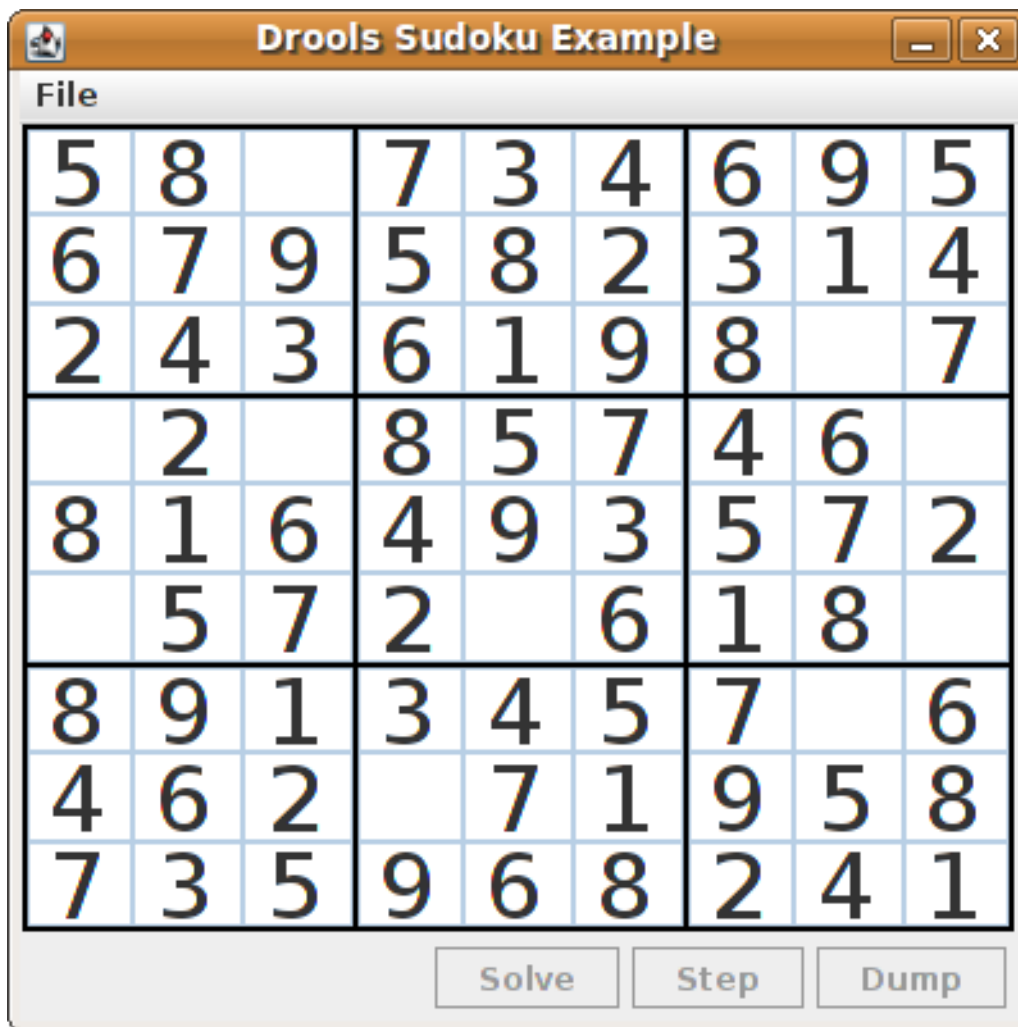 Drools Sudoku Example
File
5 8 7 3 4 6 9 5
6 7 9 5 8 2 3 1 4
2 4 3 6 1 9 8 7
2 8 5 7 4 6
8 1 6 4 9 3 5 7 2
5 7 2 6 1 8
8 9 1 3 4 5 7 6
4 6 2 7 1 9 5 8
7 3 5 9 6 8 2 4 1
Solve Step Dump